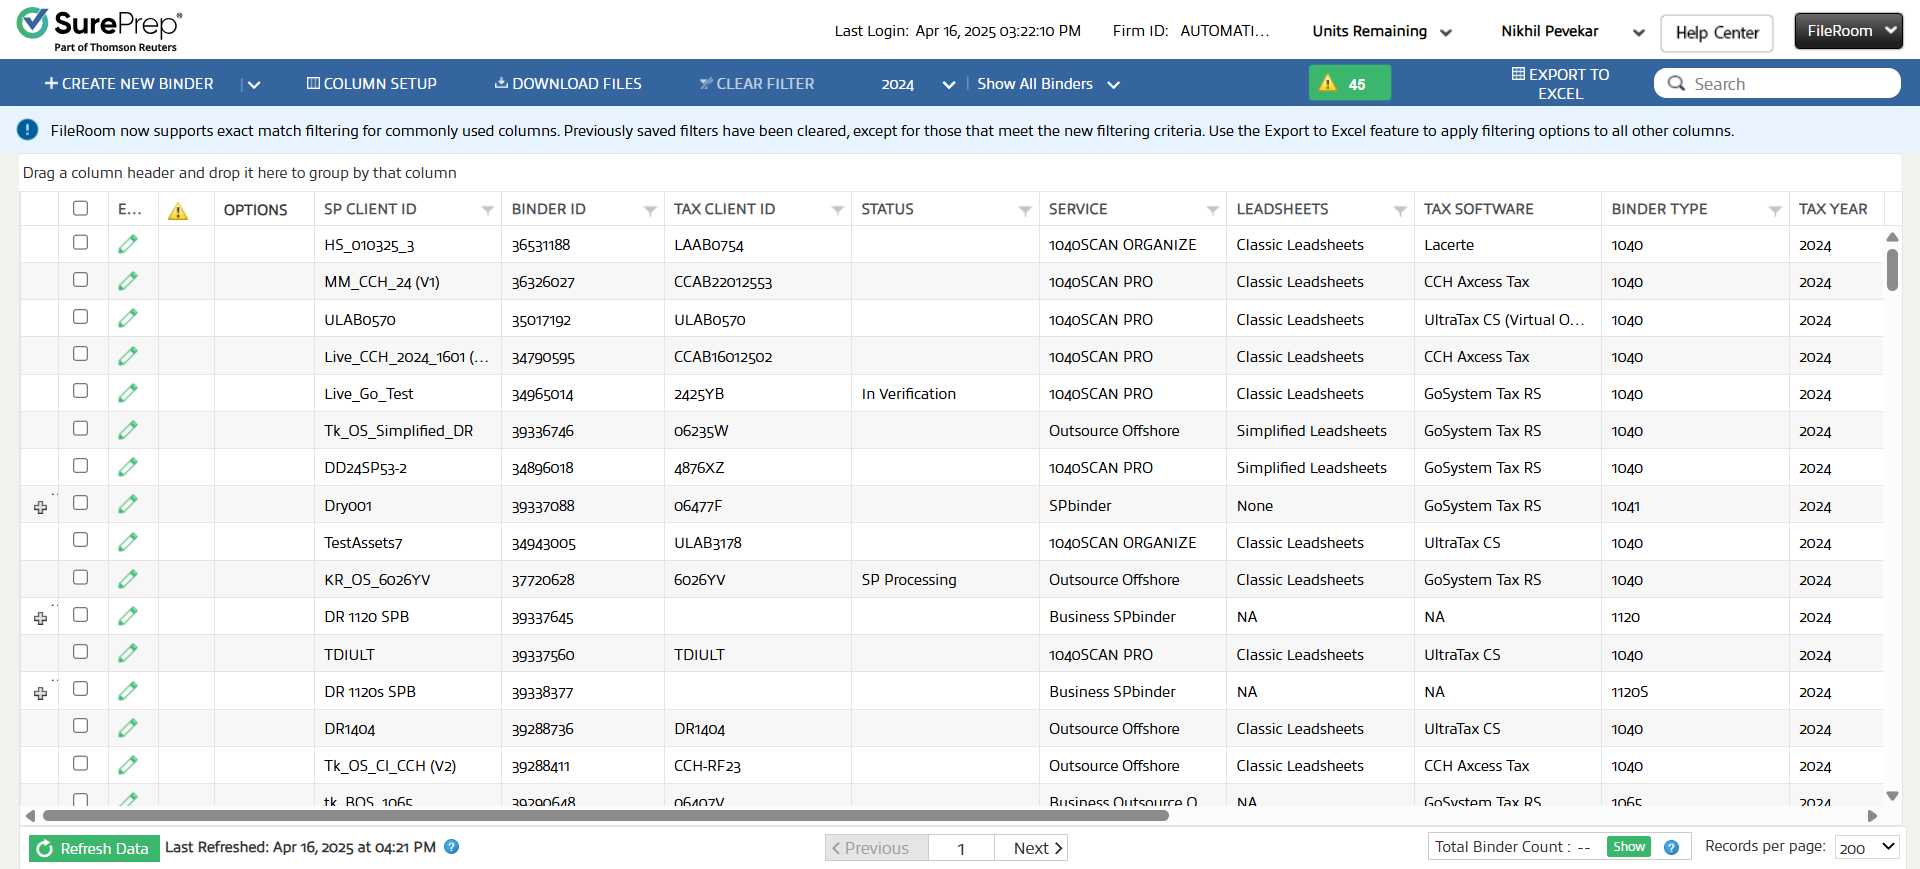 SurePrep
Part of Thomson Reuters
Last Login: Apr 16, 2025 03:22:10 PM Firm ID: AUTOMATI... Units Remaining Nikhil Pevekar Help Center FileRoom
CREATE NEW BINDER COLUMN SETUP DOWNLOAD FILES CLEAR FILTER 2024 Show All Binders 45 EXPORT TO EXCEL Search
FileRoom now supports exact match filtering for commonly used columns. Previously saved filters have been cleared, except for those that meet the new filtering criteria. Use the Export to Excel feature to apply filtering options to all other columns.
Drag a column header and drop it here to group by that column
E... OPTIONS SP CLIENT ID BINDER ID TAX CLIENT ID STATUS SERVICE LEADSHEETS TAX SOFTWARE BINDER TYPE TAX YEAR
HS_010325_3 36531188 LAAB0754 1040SCAN ORGANIZE Classic Leadsheets Lacerte 1040 2024
MM_CCH_24 (V1) 36326027 CCAB22012553 1040SCAN PRO Classic Leadsheets CCH Axcess Tax 1040 2024
ULAB0570 35017192 ULAB0570 1040SCAN PRO Classic Leadsheets UltraTax CS (Virtual O... 1040 2024
Live_CCH_2024_1601 (... 34790595 CCAB16012502 1040SCAN PRO Classic Leadsheets CCH Axcess Tax 1040 2024
Live_Go_Test 34965014 2425YB In Verification 1040SCAN PRO Classic Leadsheets GoSystem Tax RS 1040 2024
Tk_OS_Simplified_DR 39336746 06235W Outsource Offshore Simplified Leadsheets GoSystem Tax RS 1040 2024
DD24SP53-2 34896018 4876XZ 1040SCAN PRO Simplified Leadsheets GoSystem Tax RS 1040 2024
Dry001 39337088 06477F SPbinder None GoSystem Tax RS 1041 2024
TestAssets7 34943005 ULAB3178 1040SCAN ORGANIZE Classic Leadsheets UltraTax CS 1040 2024
KR_OS_6026YV 37720628 6026YV SP Processing Outsource Offshore Classic Leadsheets GoSystem Tax RS 1040 2024
DR 1120 SPB 39337645 Business SPbinder NA NA 1120 2024
TDIULT 39337560 TDIULT 1040SCAN PRO Classic Leadsheets UltraTax CS 1040 2024
DR 1120s SPB 39338377 Business SPbinder NA NA 1120S 2024
DR1404 39288736 DR1404 Outsource Offshore Classic Leadsheets UltraTax CS 1040 2024
Tk_OS_CI_CCH (V2) 39288411 CCH-RF23 Outsource Offshore Classic Leadsheets CCH Axcess Tax 1040 2024
tk_BOS_1065 39290648 06407V Business Outsource O NA GoSystem Tax RS 1065 2024
Refresh Data Last Refreshed: Apr 16, 2025 at 04:21 PM Previous 1 Next Total Binder Count : -- Show Records per page: 200